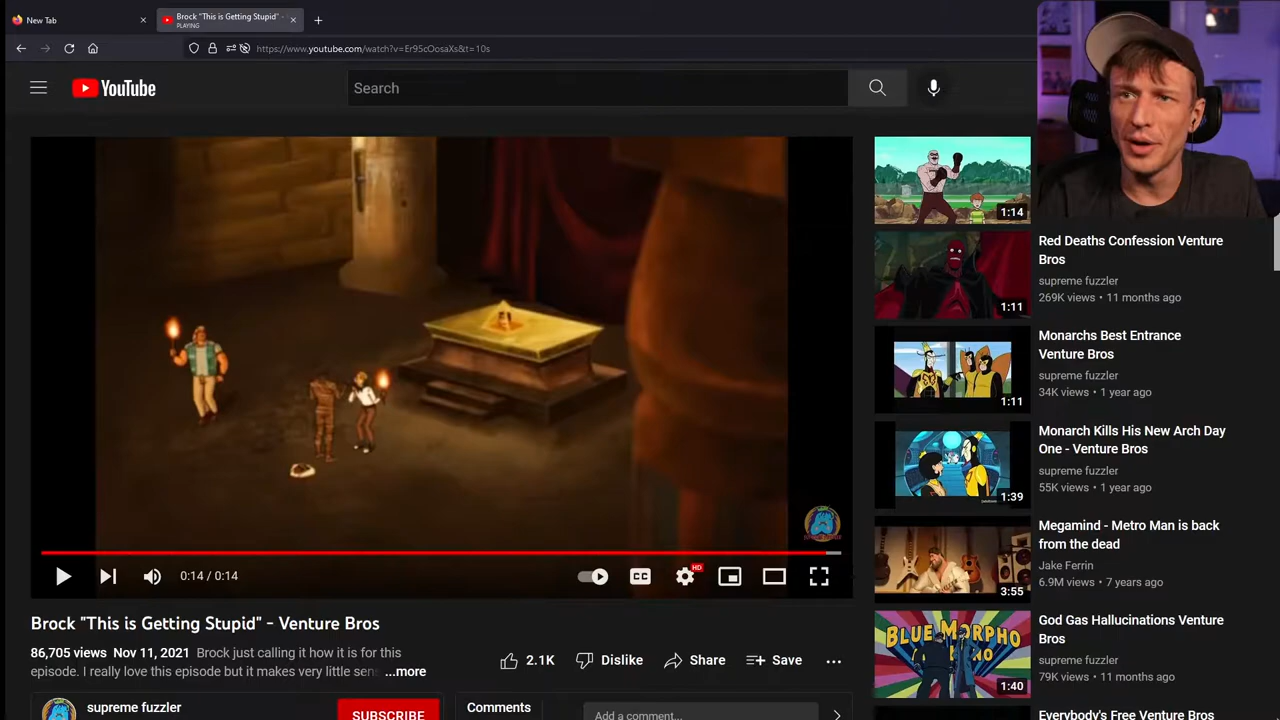 New Tab
Brock "This is Getting Stupid" -
PLAYING
https://www.youtube.com/watch?v=Er95cOosaXs&t=10s
YouTube
Search
1:14
Red Deaths Confession Venture
Bros
supreme fuzzler
269K views • 11 months ago
1:11
Monarchs Best Entrance
Venture Bros
supreme fuzzler
34K views • 1 year ago
1:11
Monarch Kills His New Arch Day
One - Venture Bros
supreme fuzzler
55K views • 1 year ago
1:39
Megamind - Metro Man is back
from the dead
Jake Ferrin
6.9M views • 7 years ago
3:55
God Gas Hallucinations Venture
Bros
supreme fuzzler
79K views • 11 months ago
BLUE MORPHO
1:40
Everybody's Free Venture Bros
0:14 / 0:14
CC
HD
Brock "This is Getting Stupid" - Venture Bros
86,705 views Nov 11, 2021 Brock just calling it how it is for this
episode. I really love this episode but it makes very little sen ...more
2.1K
Dislike
Share
Save
supreme fuzzler
SUBSCRIBE
Comments
Add a comment...